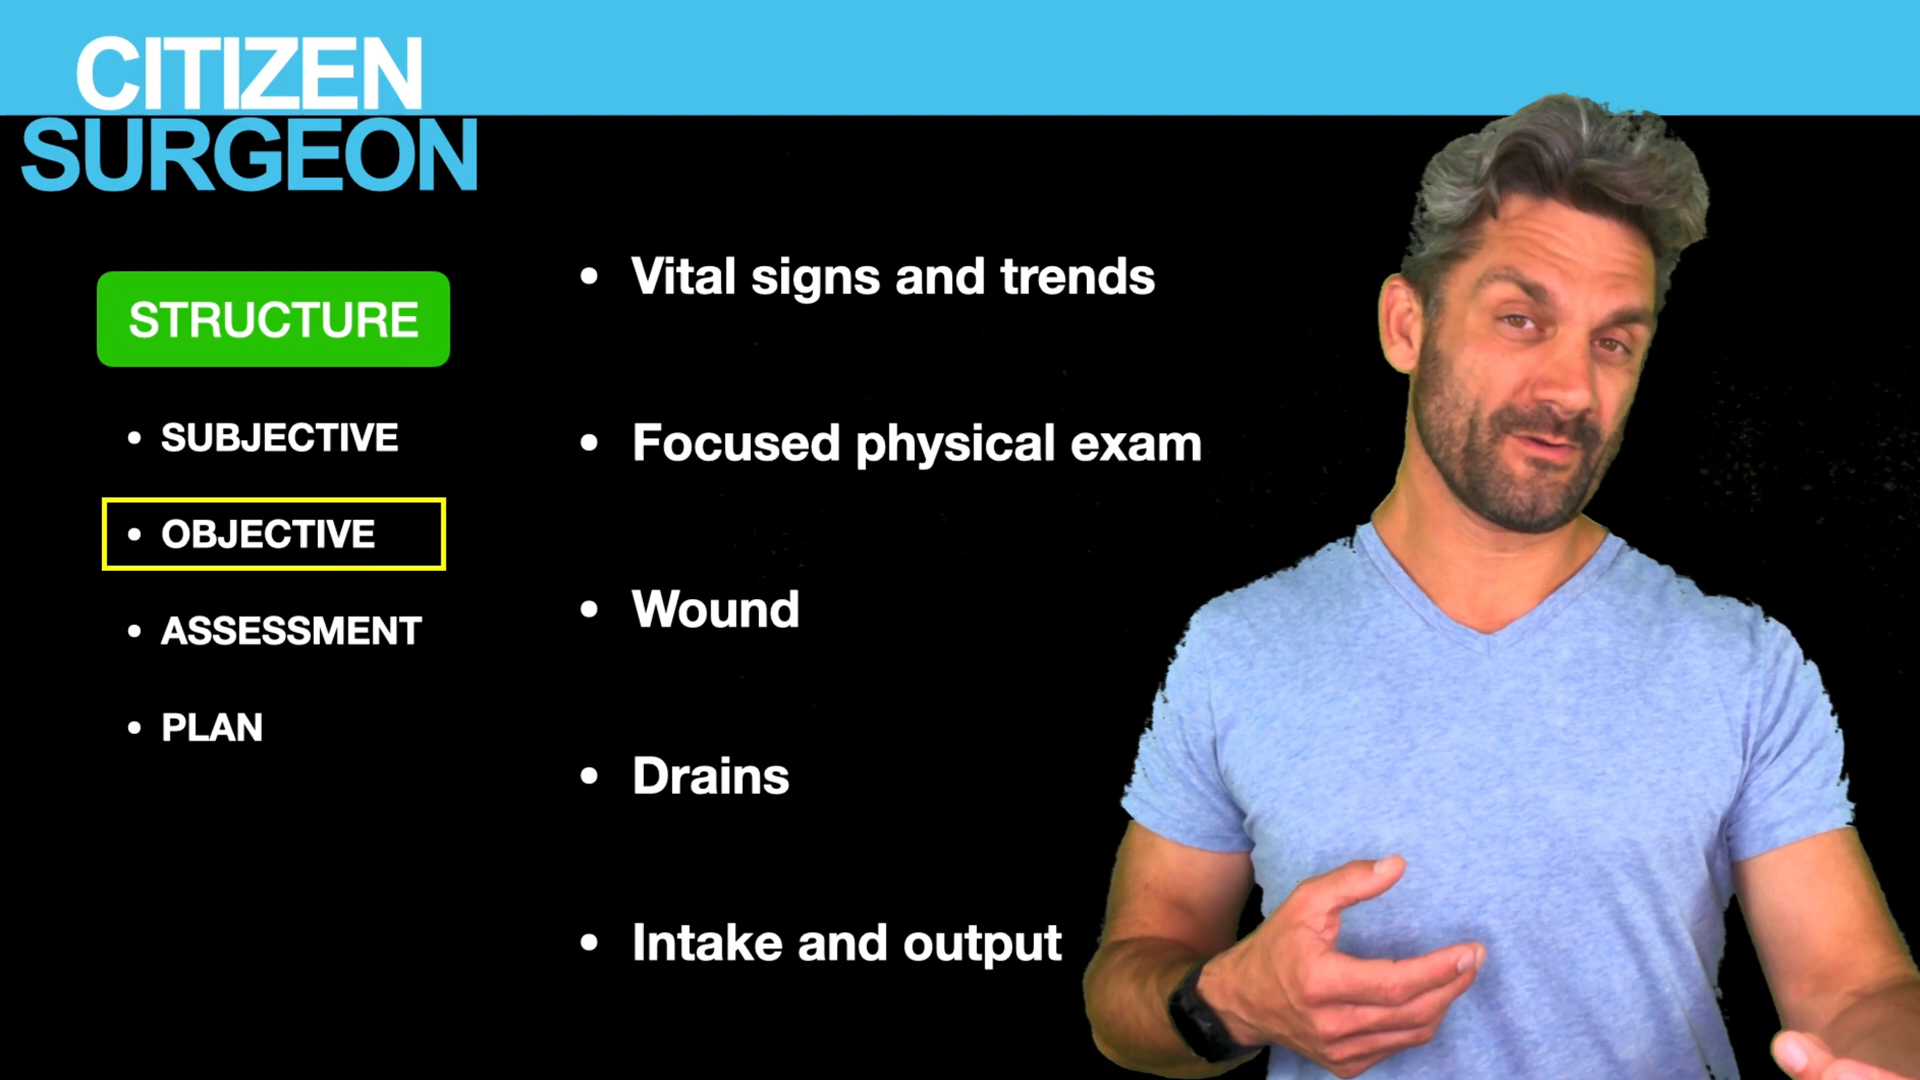 CITIZEN
SURGEON
STRUCTURE
• SUBJECTIVE
• OBJECTIVE
• ASSESSMENT
• PLAN
• Vital signs and trends
• Focused physical exam
• Wound
• Drains
• Intake and output